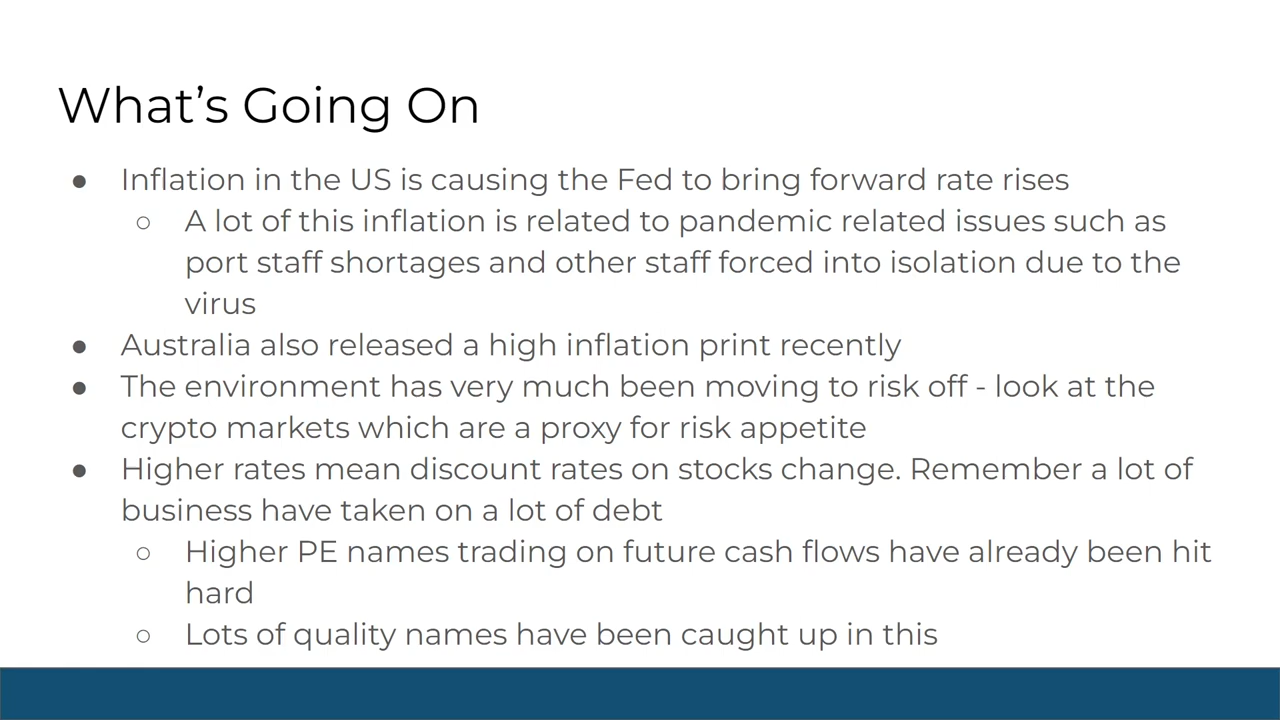 What’s Going On
● Inflation in the US is causing the Fed to bring forward rate rises
○ A lot of this inflation is related to pandemic related issues such as
port staff shortages and other staff forced into isolation due to the
virus
● Australia also released a high inflation print recently
● The environment has very much been moving to risk off - look at the
crypto markets which are a proxy for risk appetite
● Higher rates mean discount rates on stocks change. Remember a lot of
business have taken on a lot of debt
○ Higher PE names trading on future cash flows have already been hit
hard
○ Lots of quality names have been caught up in this